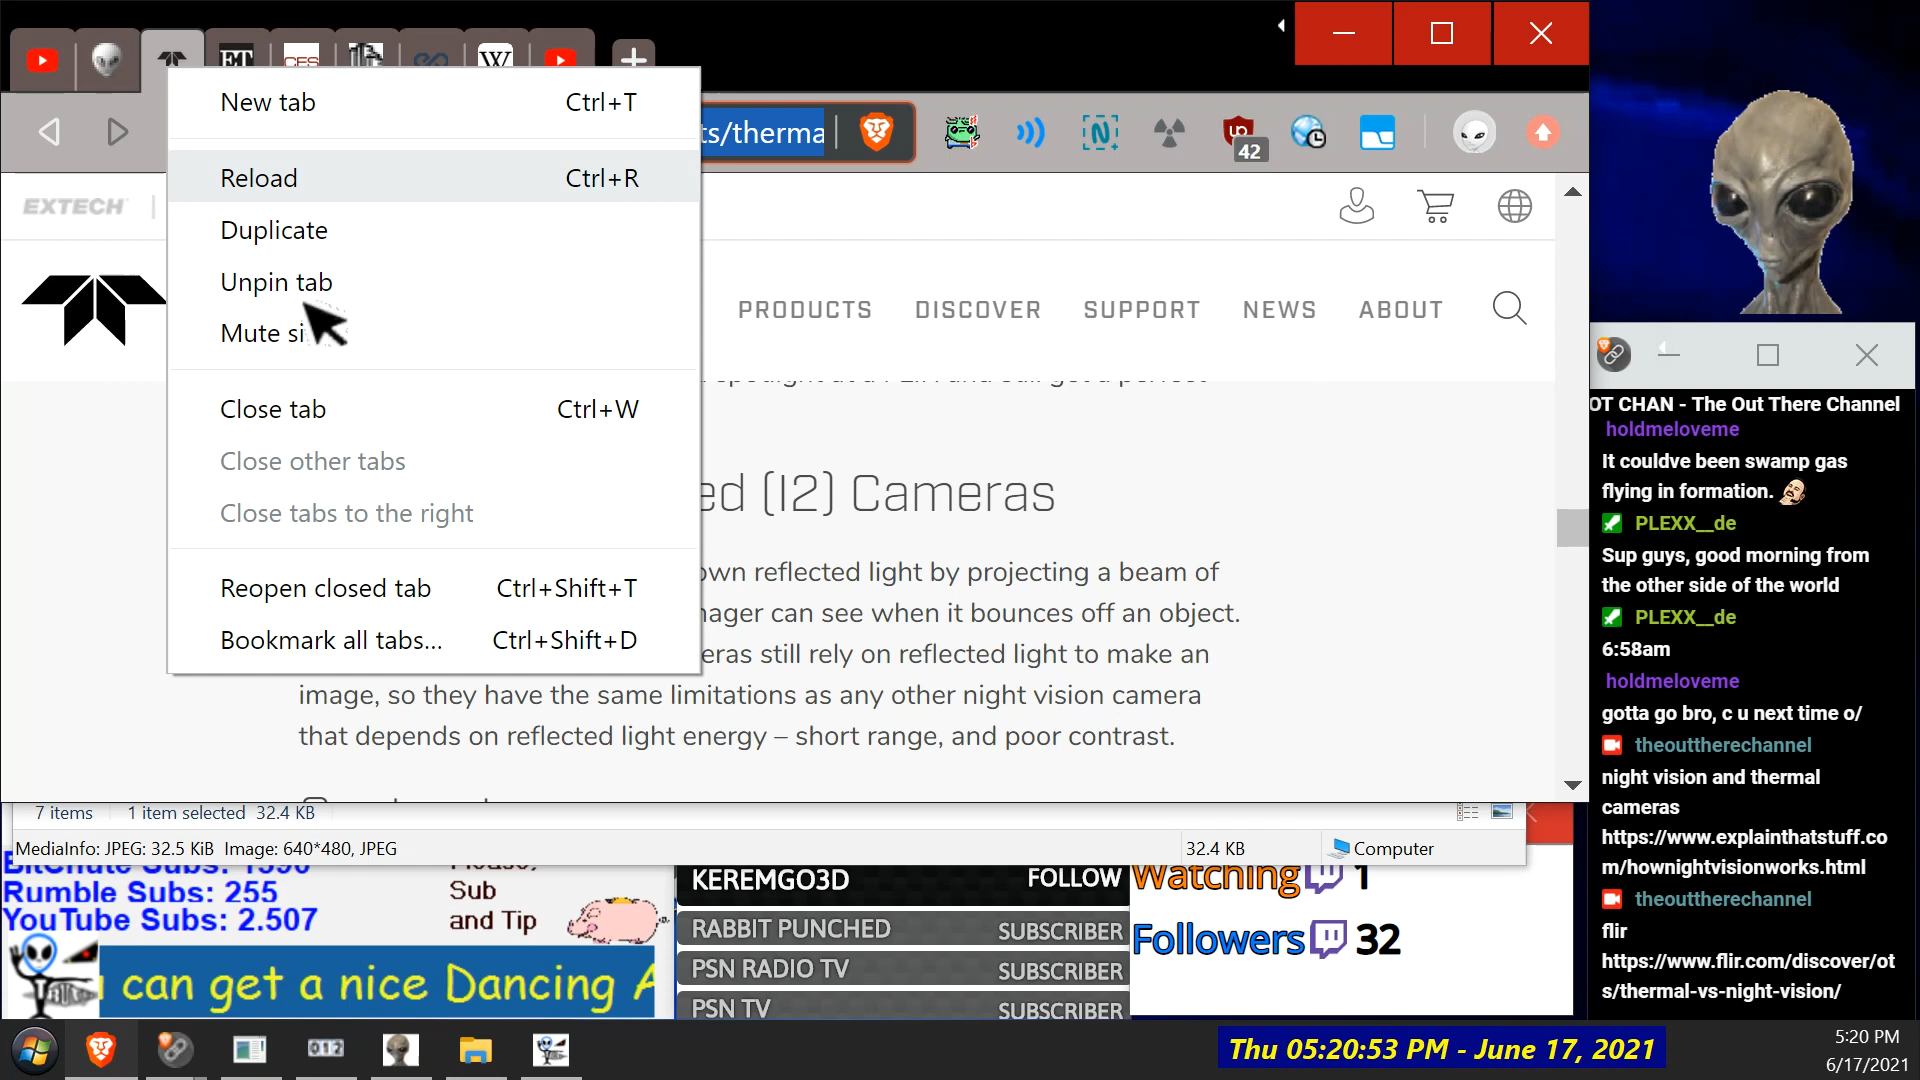 ET
CES
W
New tab Ctrl+T
Reload Ctrl+R
Duplicate
Unpin tab
Mute si
Close tab Ctrl+W
Close other tabs
Close tabs to the right
Reopen closed tab Ctrl+Shift+T
Bookmark all tabs... Ctrl+Shift+D
ts/therma
N
42
EXTECH
PRODUCTS DISCOVER SUPPORT NEWS ABOUT
ed (I2) Cameras
own reflected light by projecting a beam of
ager can see when it bounces off an object.
eras still rely on reflected light to make an
image, so they have the same limitations as any other night vision camera
that depends on reflected light energy – short range, and poor contrast.
7 items 1 item selected 32.4 KB
MediaInfo: JPEG: 32.5 KiB Image: 640*480, JPEG 32.4 KB Computer
BitChute Subs: 1390
Rumble Subs: 255
YouTube Subs: 2.507
Sub
and Tip
can get a nice Dancing A
KEREMGO3D FOLLOW
RABBIT PUNCHED SUBSCRIBER
PSN RADIO TV SUBSCRIBER
PSN TV SUBSCRIBER
Watching 1
Followers 32
OT CHAN - The Out There Channel
holdmeloveme
It couldve been swamp gas
flying in formation.
PLEXX__de
Sup guys, good morning from
the other side of the world
PLEXX__de
6:58am
holdmeloveme
gotta go bro, c u next time o/
theouttherechannel
night vision and thermal
cameras
https://www.explainthatstuff.co
m/hownightvisionworks.html
theouttherechannel
flir
https://www.flir.com/discover/ot
s/thermal-vs-night-vision/
012
Thu 05:20:53 PM - June 17, 2021
5:20 PM
6/17/2021